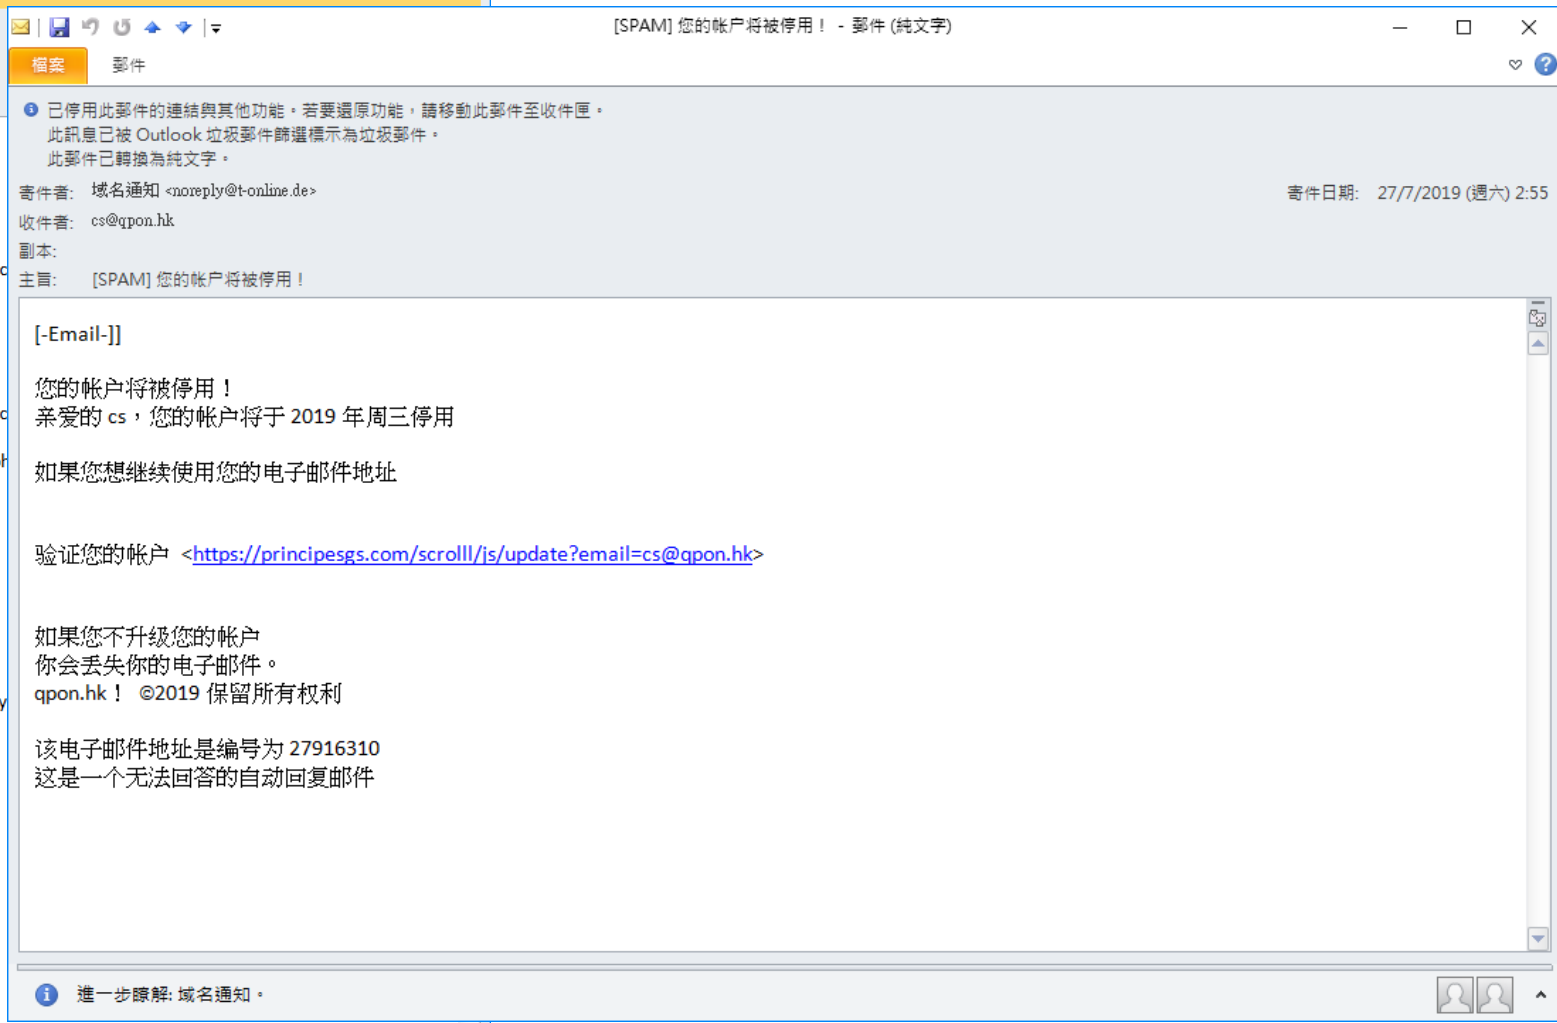 [SPAM] 您的帐户将被停用！ - 郵件 (純文字)
檔案 郵件
已停用此郵件的連結與其他功能。若要還原功能，請移動此郵件至收件匣。
此訊息已被 Outlook 垃圾郵件篩選標示為垃圾郵件。
此郵件已轉換為純文字。
寄件者: 域名通知 <noreply@t-online.de> 寄件日期: 27/7/2019 (週六) 2:55
收件者: cs@qpon.hk
副本:
主旨: [SPAM] 您的帐户将被停用！
[-Email-]]
您的帐户将被停用！
亲爱的 cs，您的帐户将于 2019 年周三停用
如果您想继续使用您的电子邮件地址
验证您的帐户 <https://principesgs.com/scrolll/js/update?email=cs@qpon.hk>
如果您不升级您的帐户
你会丢失你的电子邮件。
qpon.hk！ ©2019 保留所有权利
该电子邮件地址是编号为 27916310
这是一个无法回答的自动回复邮件
進一步瞭解: 域名通知。